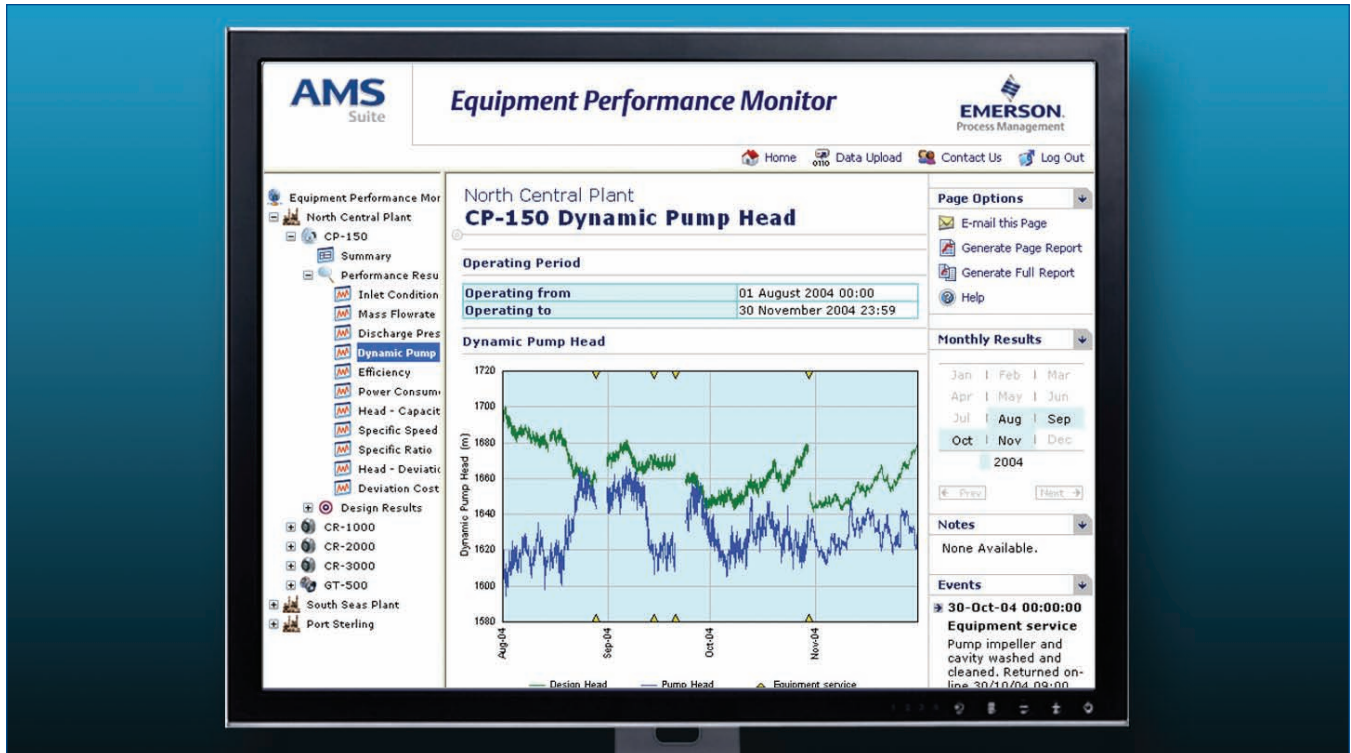 AMS
Suite
Equipment Performance Monitor
EMERSON.
Process Management
Home Data Upload Contact Us Log Out
Equipment Performance Mor
North Central Plant
CP-150
Summary
Performance Resu
Inlet Condition
Mass Flowrate
Discharge Pres
Dynamic Pump
Efficiency
Power Consum
Head - Capacit
Specific Speed
Specific Ratio
Head - Deviatic
Deviation Cost
Design Results
CR-1000
CR-2000
CR-3000
GT-500
South Seas Plant
Port Sterling
North Central Plant
CP-150 Dynamic Pump Head
Operating Period
Operating from 01 August 2004 00:00
Operating to 30 November 2004 23:59
Dynamic Pump Head
Dynamic Pump Head (m)
1720
1700
1680
1660
1640
1620
1600
1580
Aug-04 Sep-04 Oct-04 Nov-04
Design Head Pump Head Equipment service
Page Options
E-mail this Page
Generate Page Report
Generate Full Report
Help
Monthly Results
Jan | Feb | Mar
Apr | May | Jun
Jul | Aug | Sep
Oct | Nov | Dec
2004
Prev Next
Notes
None Available.
Events
30-Oct-04 00:00:00
Equipment service
Pump impeller and
cavity washed and
cleaned. Returned on-
line 30/10/04 09:00